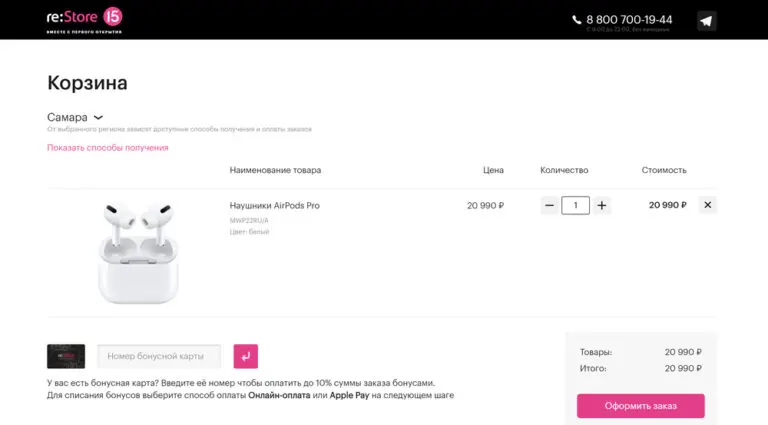 re:Store 15
ВМЕСТЕ С ПЕРВОГО ОТКРЫТИЯ
8 800 700-19-44
С 9:00 до 22:00, без выходных
Корзина
Самара
От выбранного региона зависят доступные способы получения и оплаты заказов
Показать способы получения
Наименование товара Цена Количество Стоимость
Наушники AirPods Pro 20 990 ₽ 1 20 990 ₽
MWP22RU/A
Цвет: белый
Номер бонусной карты
У вас есть бонусная карта? Введите её номер чтобы оплатить до 10% суммы заказа бонусами.
Для списания бонусов выберите способ оплаты Онлайн-оплата или Apple Pay на следующем шаге
Товары: 20 990 ₽
Итого: 20 990 ₽
Оформить заказ